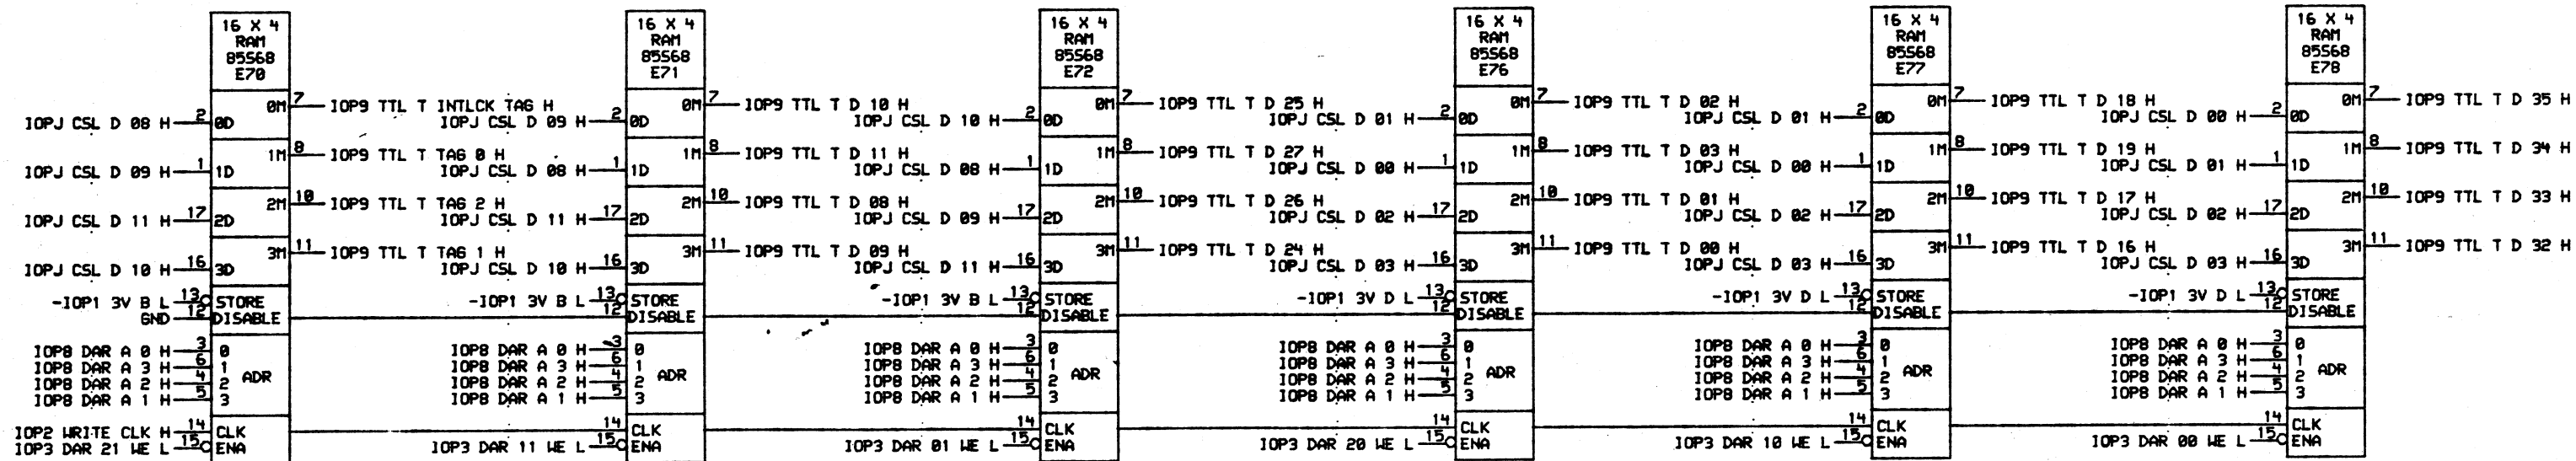 16 X 4
RAM
85S68
E70
IOPJ CSL D 08 H 2 0D
0M 7 IOP9 TTL T INTLCK TAG H
IOPJ CSL D 09 H 1 1D
1M 8 IOP9 TTL T TAG 0 H
IOPJ CSL D 11 H 17 2D
2M 10 IOP9 TTL T TAG 2 H
IOPJ CSL D 10 H 16 3D
3M 11 IOP9 TTL T TAG 1 H
-IOP1 3V B L 13 STORE
GND 12 DISABLE
IOP8 DAR A 0 H 3 0
IOP8 DAR A 3 H 6 1
IOP8 DAR A 2 H 4 2
IOP8 DAR A 1 H 5 3
ADR
IOP2 WRITE CLK H 14 CLK
IOP3 DAR 21 WE L 15 ENA
16 X 4
RAM
85S68
E71
IOPJ CSL D 09 H 2 0D
0M 7 IOP9 TTL T D 10 H
IOPJ CSL D 08 H 1 1D
1M 8 IOP9 TTL T D 11 H
IOPJ CSL D 11 H 17 2D
2M 10 IOP9 TTL T D 08 H
IOPJ CSL D 10 H 16 3D
3M 11 IOP9 TTL T D 09 H
-IOP1 3V B L 13 STORE
12 DISABLE
IOP8 DAR A 0 H 3 0
IOP8 DAR A 3 H 6 1
IOP8 DAR A 2 H 4 2
IOP8 DAR A 1 H 5 3
ADR
14 CLK
IOP3 DAR 11 WE L 15 ENA
16 X 4
RAM
85S68
E72
IOPJ CSL D 10 H 2 0D
0M 7 IOP9 TTL T D 25 H
IOPJ CSL D 08 H 1 1D
1M 8 IOP9 TTL T D 27 H
IOPJ CSL D 09 H 17 2D
2M 10 IOP9 TTL T D 26 H
IOPJ CSL D 11 H 16 3D
3M 11 IOP9 TTL T D 24 H
-IOP1 3V B L 13 STORE
12 DISABLE
IOP8 DAR A 0 H 3 0
IOP8 DAR A 3 H 6 1
IOP8 DAR A 2 H 4 2
IOP8 DAR A 1 H 5 3
ADR
14 CLK
IOP3 DAR 01 WE L 15 ENA
16 X 4
RAM
85S68
E76
IOPJ CSL D 01 H 2 0D
0M 7 IOP9 TTL T D 02 H
IOPJ CSL D 00 H 1 1D
1M 8 IOP9 TTL T D 03 H
IOPJ CSL D 02 H 17 2D
2M 10 IOP9 TTL T D 01 H
IOPJ CSL D 03 H 16 3D
3M 11 IOP9 TTL T D 00 H
-IOP1 3V D L 13 STORE
12 DISABLE
IOP8 DAR A 0 H 3 0
IOP8 DAR A 3 H 6 1
IOP8 DAR A 2 H 4 2
IOP8 DAR A 1 H 5 3
ADR
14 CLK
IOP3 DAR 20 WE L 15 ENA
16 X 4
RAM
85S68
E77
IOPJ CSL D 01 H 2 0D
0M 7 IOP9 TTL T D 18 H
IOPJ CSL D 00 H 1 1D
1M 8 IOP9 TTL T D 19 H
IOPJ CSL D 02 H 17 2D
2M 10 IOP9 TTL T D 17 H
IOPJ CSL D 03 H 16 3D
3M 11 IOP9 TTL T D 16 H
-IOP1 3V D L 13 STORE
12 DISABLE
IOP8 DAR A 0 H 3 0
IOP8 DAR A 3 H 6 1
IOP8 DAR A 2 H 4 2
IOP8 DAR A 1 H 5 3
ADR
14 CLK
IOP3 DAR 10 WE L 15 ENA
16 X 4
RAM
85S68
E78
IOPJ CSL D 00 H 2 0D
0M 7 IOP9 TTL T D 35 H
IOPJ CSL D 01 H 1 1D
1M 8 IOP9 TTL T D 34 H
IOPJ CSL D 02 H 17 2D
2M 10 IOP9 TTL T D 33 H
IOPJ CSL D 03 H 16 3D
3M 11 IOP9 TTL T D 32 H
-IOP1 3V D L 13 STORE
12 DISABLE
IOP8 DAR A 0 H 3 0
IOP8 DAR A 3 H 6 1
IOP8 DAR A 2 H 4 2
IOP8 DAR A 1 H 5 3
ADR
14 CLK
IOP3 DAR 00 WE L 15 ENA